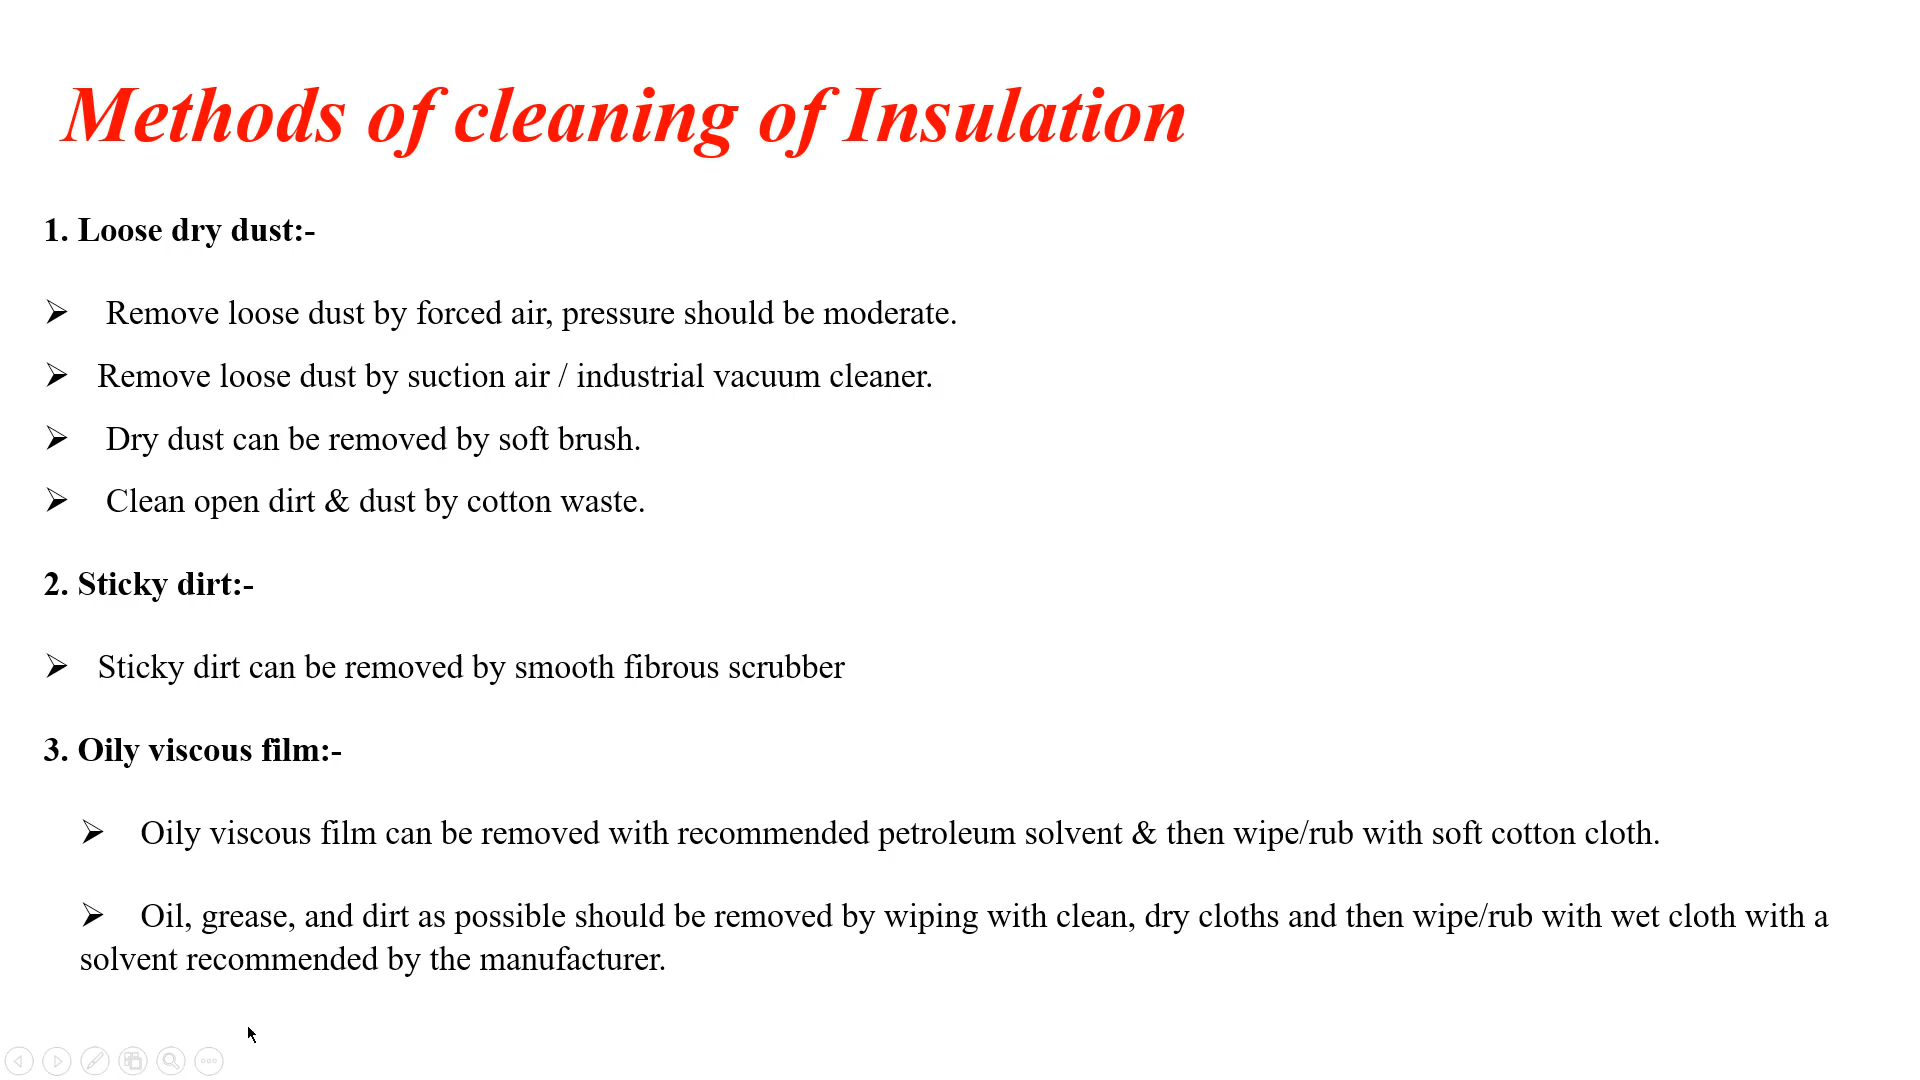 Methods of cleaning of Insulation
1. Loose dry dust:-
➢ Remove loose dust by forced air, pressure should be moderate.
➢ Remove loose dust by suction air / industrial vacuum cleaner.
➢ Dry dust can be removed by soft brush.
➢ Clean open dirt & dust by cotton waste.
2. Sticky dirt:-
➢ Sticky dirt can be removed by smooth fibrous scrubber
3. Oily viscous film:-
➢ Oily viscous film can be removed with recommended petroleum solvent & then wipe/rub with soft cotton cloth.
➢ Oil, grease, and dirt as possible should be removed by wiping with clean, dry cloths and then wipe/rub with wet cloth with a
solvent recommended by the manufacturer.